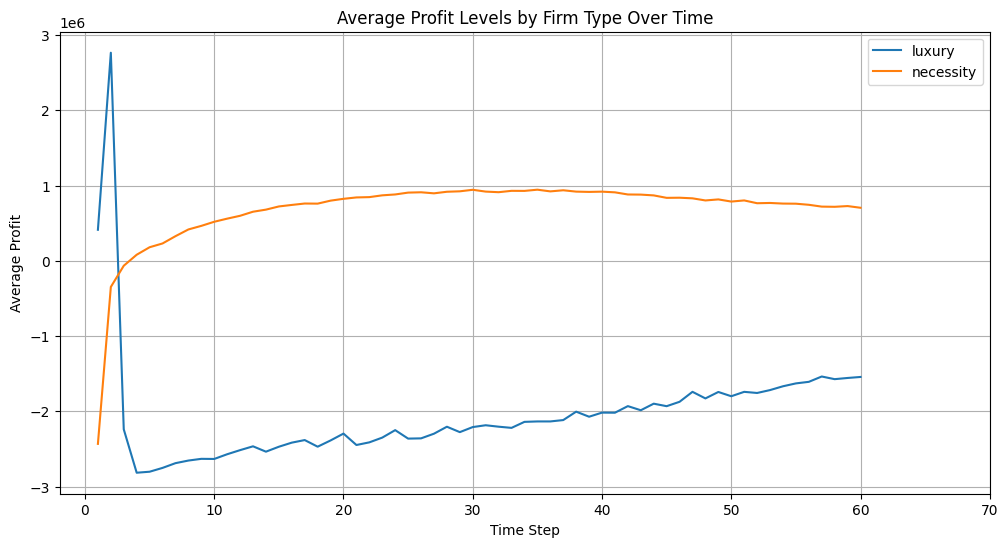 Average Profit Levels by Firm Type Over Time
1e6
3
2
1
0
−1
−2
−3
Average Profit
luxury
necessity
0 10 20 30 40 50 60 70
Time Step